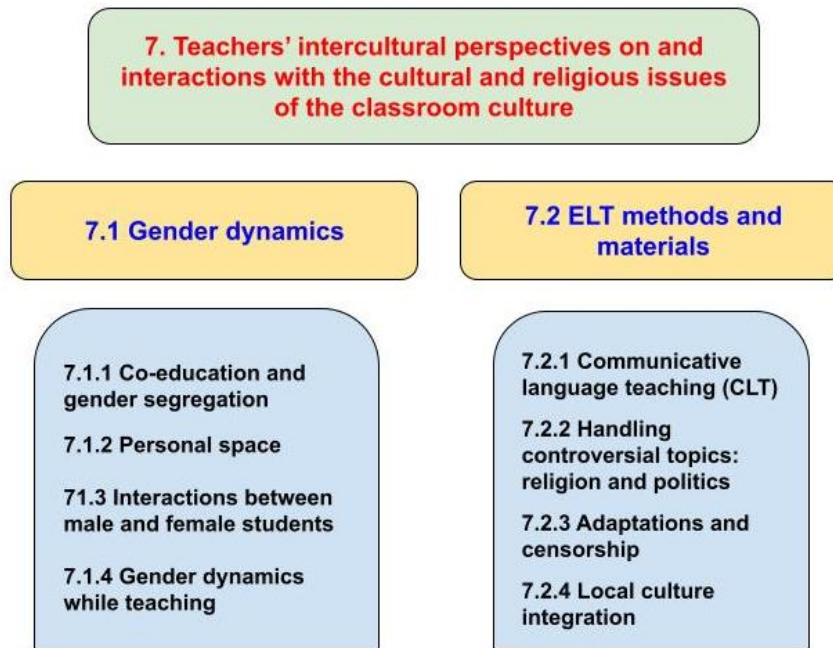 7. Teachers’ intercultural perspectives on and
interactions with the cultural and religious issues
of the classroom culture
7.1 Gender dynamics
7.2 ELT methods and
materials
7.1.1 Co-education and
gender segregation
7.1.2 Personal space
71.3 Interactions between
male and female students
7.1.4 Gender dynamics
while teaching
7.2.1 Communicative
language teaching (CLT)
7.2.2 Handling
controversial topics:
religion and politics
7.2.3 Adaptations and
censorship
7.2.4 Local culture
integration